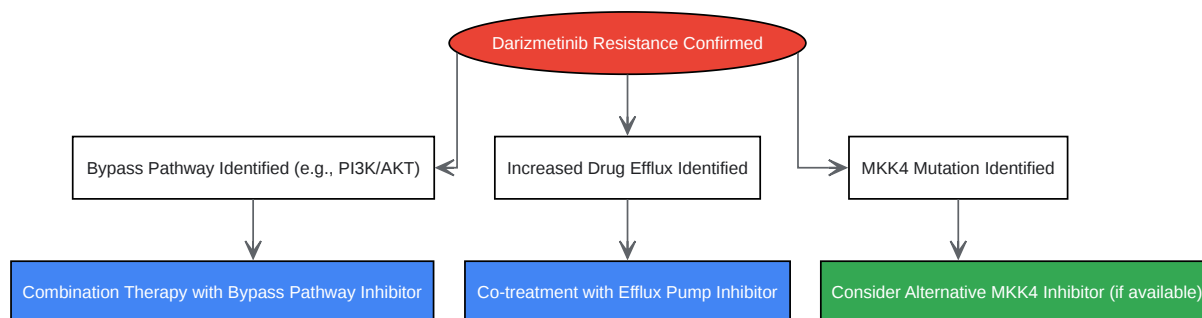 Darizmetinib Resistance Confirmed
Bypass Pathway Identified (e.g., PI3K/AKT)
Increased Drug Efflux Identified
MKK4 Mutation Identified
Combination Therapy with Bypass Pathway Inhibitor
Co-treatment with Efflux Pump Inhibitor
Consider Alternative MKK4 Inhibitor (if available)